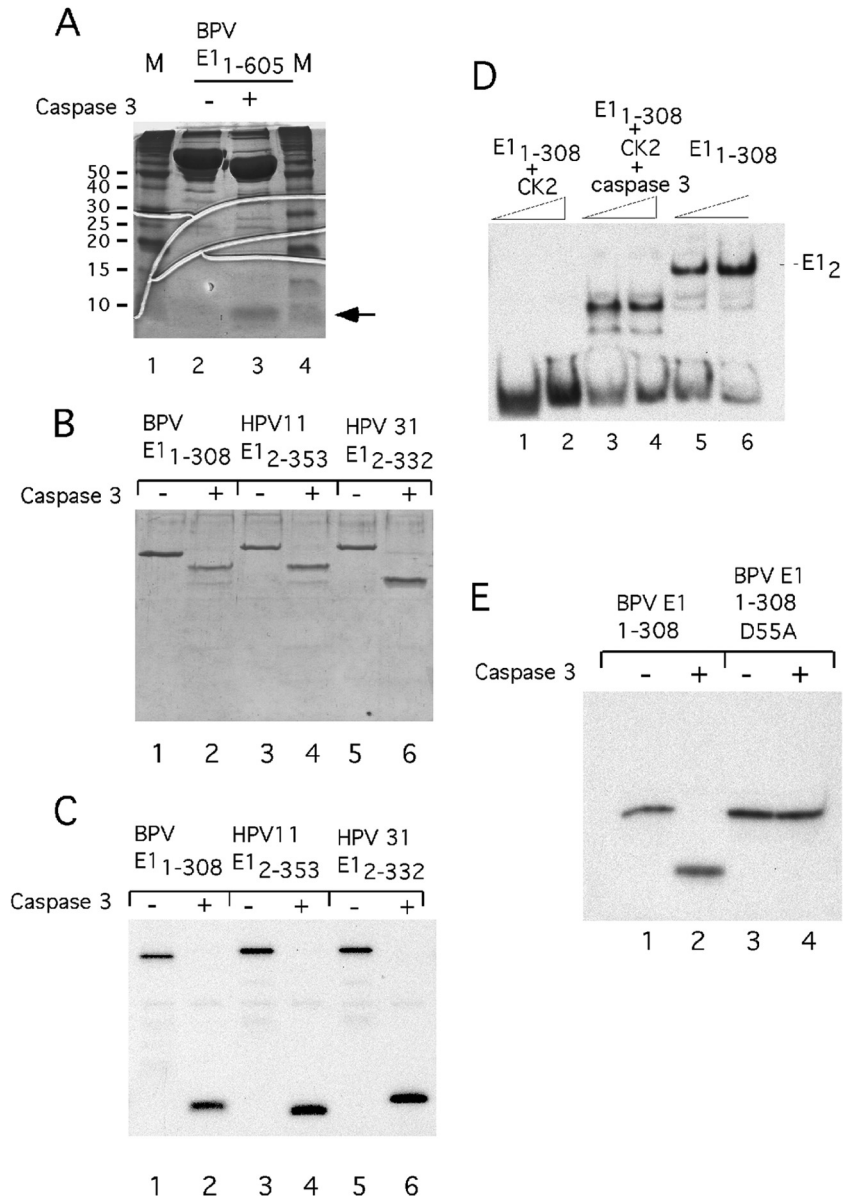 A
BPV
E1 1-605
M M
Caspase 3 - +
50
40
30
25
20
15
10
1 2 3 4
B
BPV HPV11 HPV 31
E1 1-308 E1 2-353 E1 2-332
Caspase 3 - + - + - +
1 2 3 4 5 6
C
BPV HPV11 HPV 31
E1 1-308 E1 2-353 E1 2-332
Caspase 3 - + - + - +
1 2 3 4 5 6
D
E1 1-308
+
CK2
E1 1-308
+
CK2
+
caspase 3
E1 1-308
E1 2
1 2 3 4 5 6
E
BPV E1
1-308
BPV E1
1-308
D55A
Caspase 3 - + - +
1 2 3 4